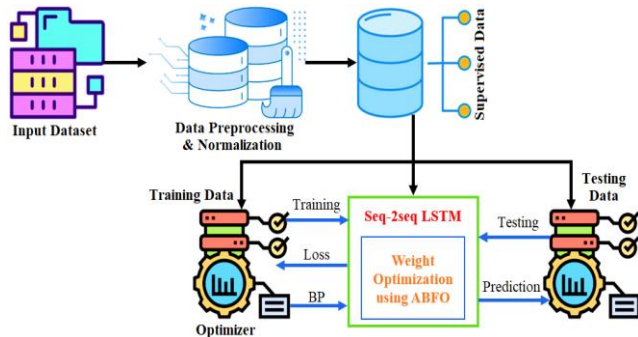 Input Dataset
Data Preprocessing
& Normalization
Supervised Data
Training Data
Testing
Data
Training
Seq-2seq LSTM
Testing
Loss
Weight
Optimization
using ABFO
BP
Prediction
Optimizer